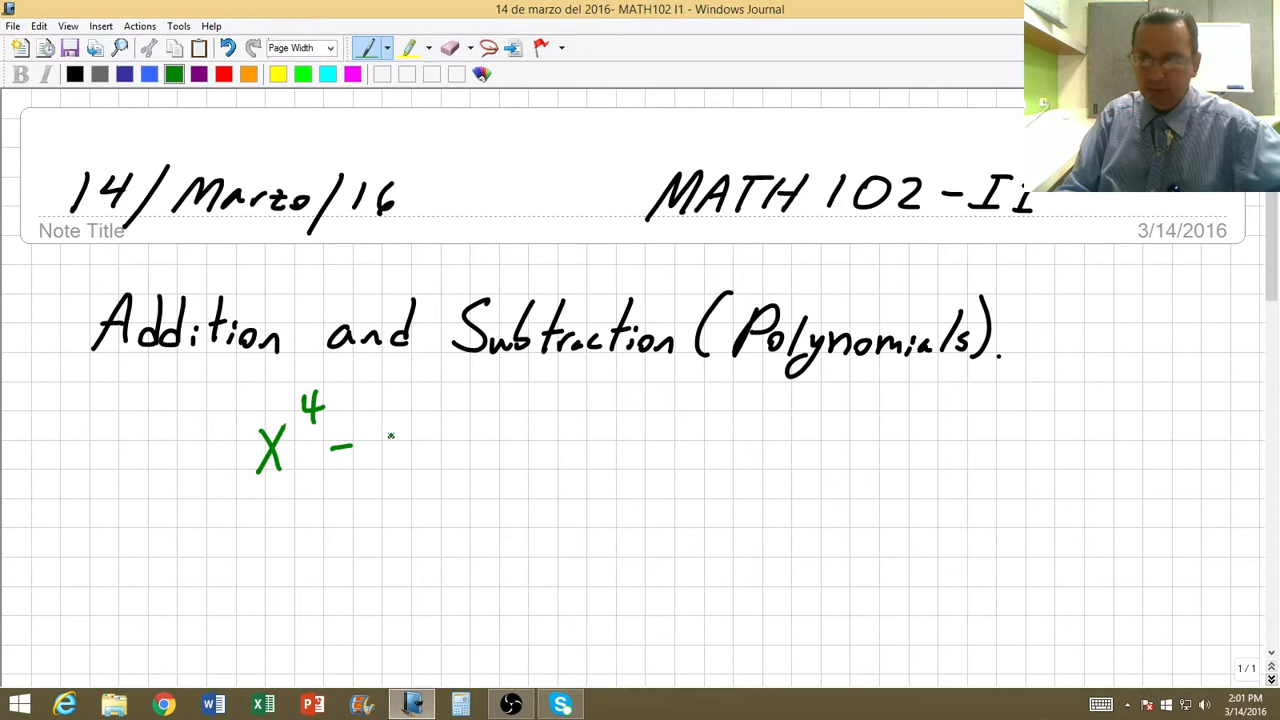 14 de marzo del 2016- MATH102 I1 - Windows Journal
File Edit View Insert Actions Tools Help
Page Width
B I
14/Marzo/16 MATH 102-II
Note Title 3/14/2016
Addition and Subtraction (Polynomials).
X⁴ -
1/1
2:01 PM
3/14/2016